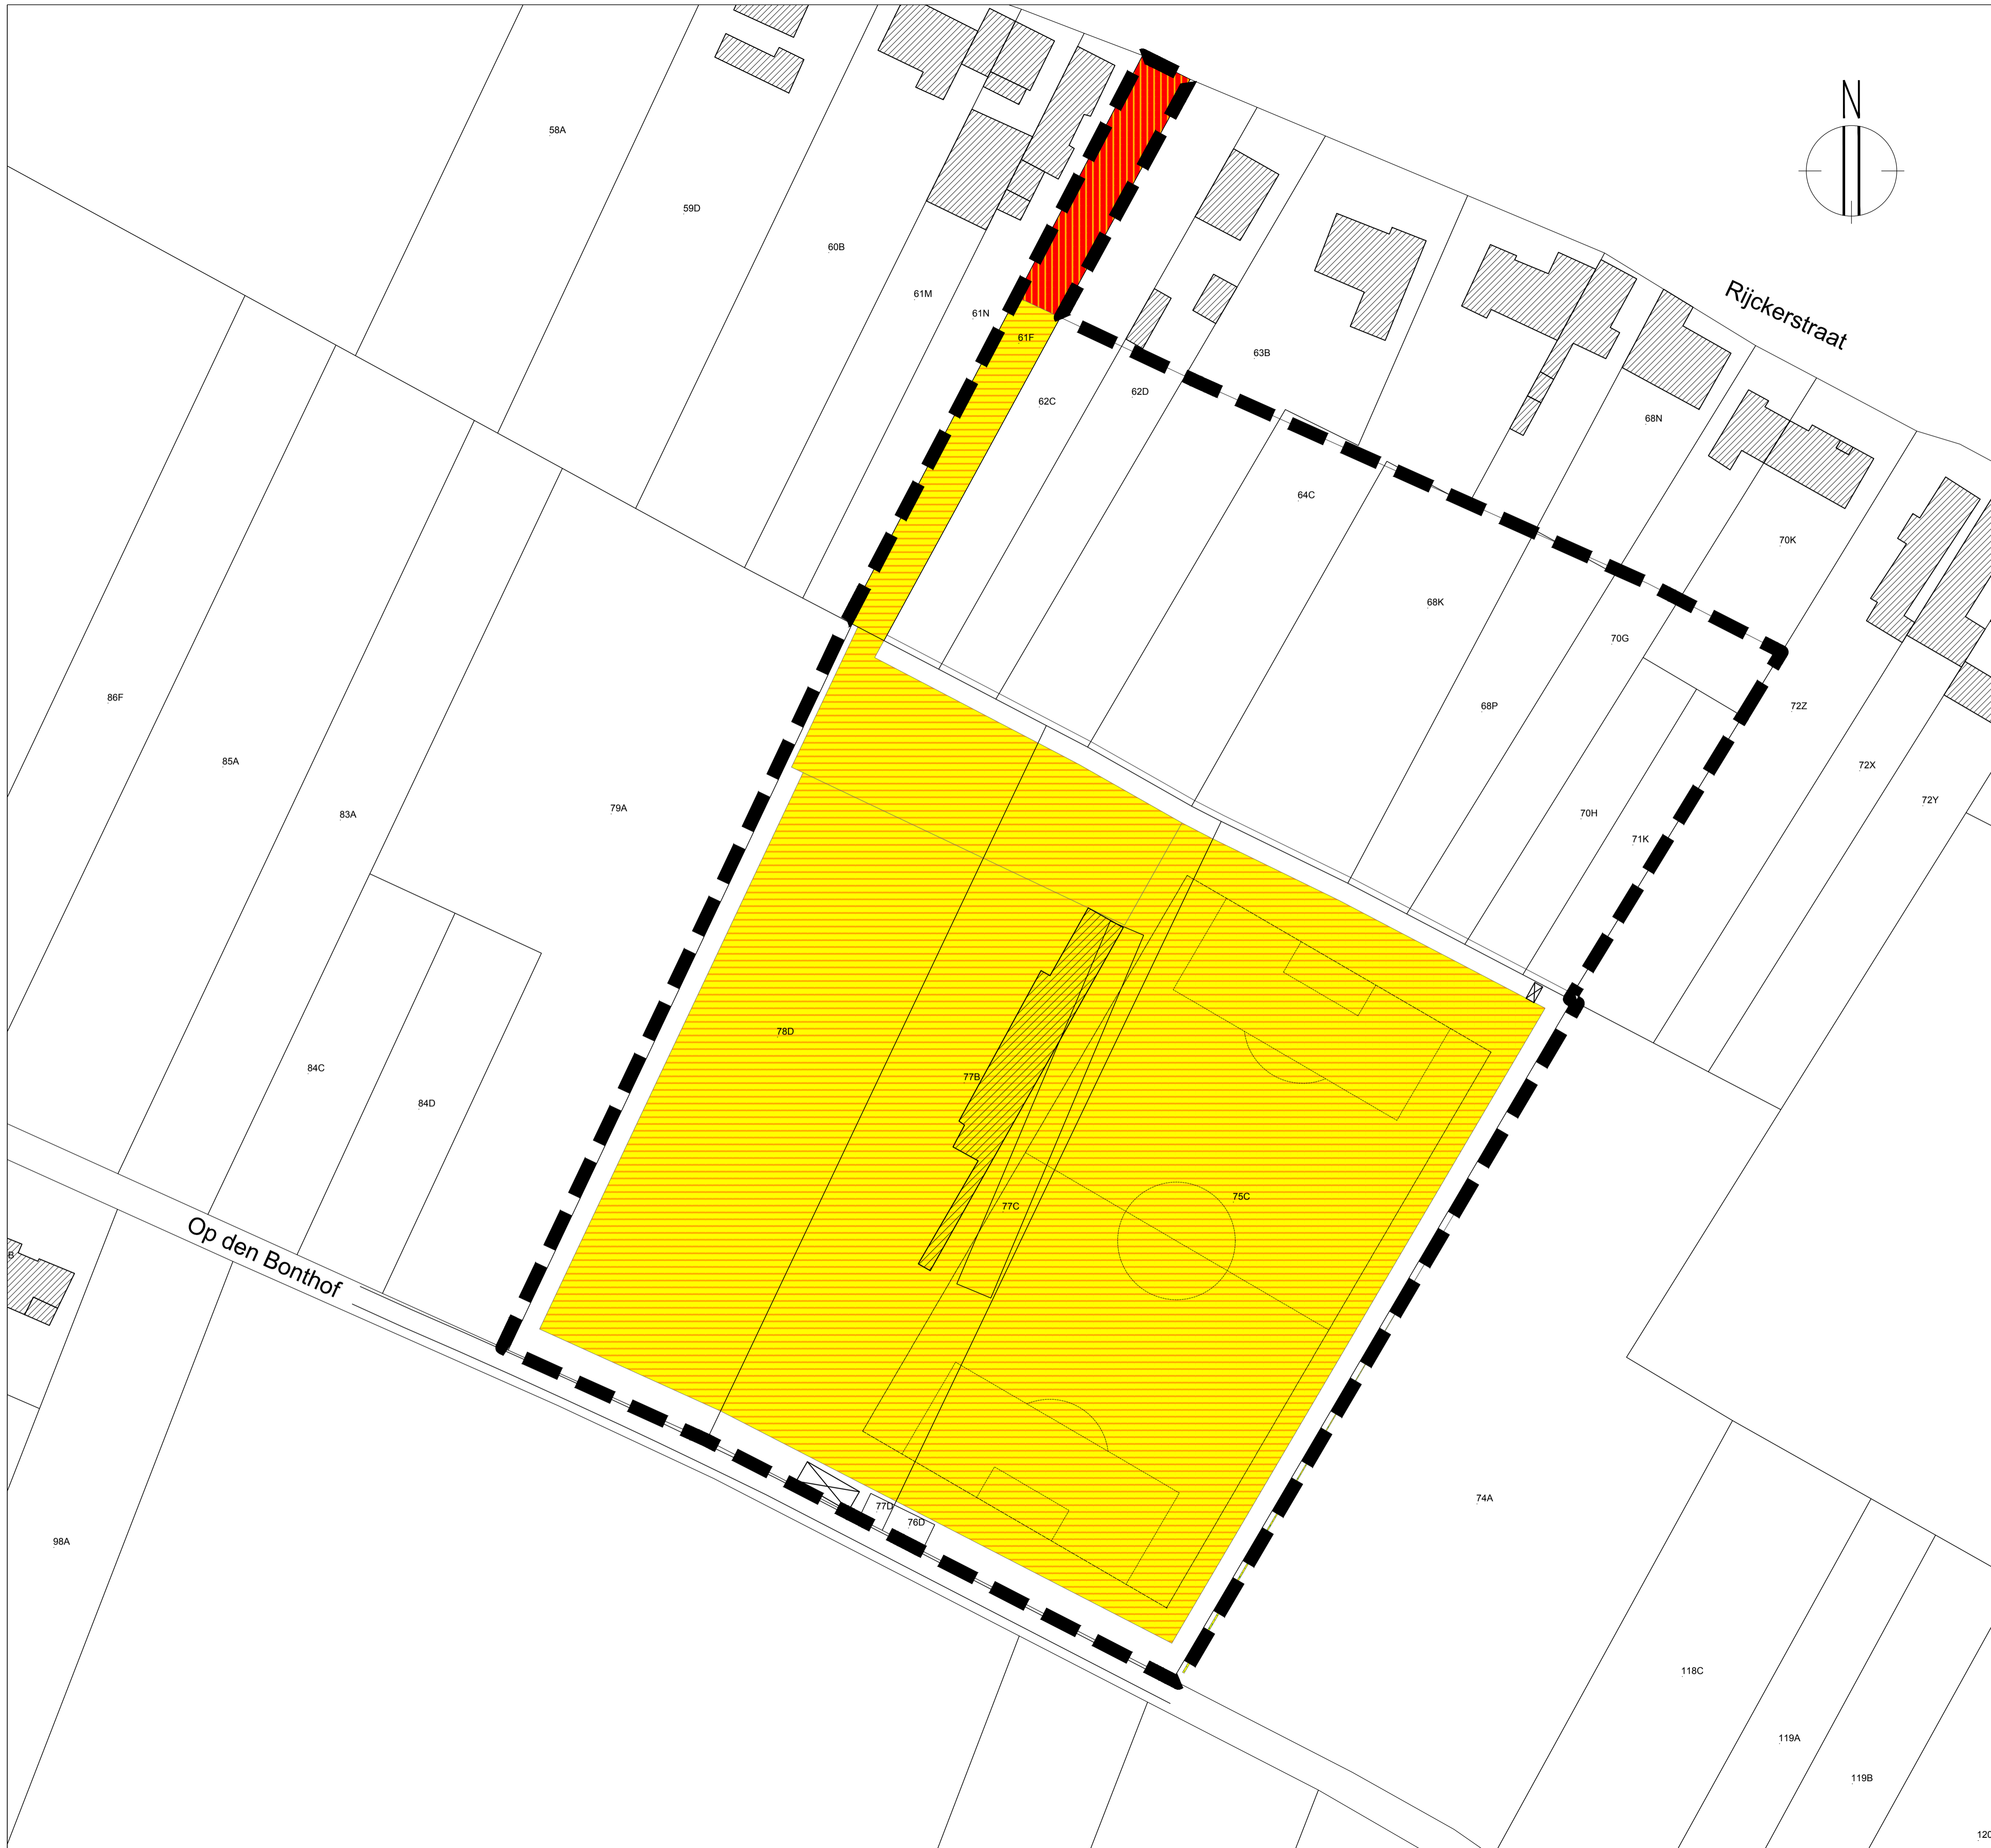 N
58A
59D
60B
61M
61N
61F
62C
62D
63B
Rijckerstraat
64C
68N
70K
68K
70G
68P
72Z
72X
72Y
70H
71K
86F
85A
83A
79A
78D
77B
84C
84D
75C
77C
Op den Bonthof
B
77D
76D
74A
98A
118C
119A
119B
120